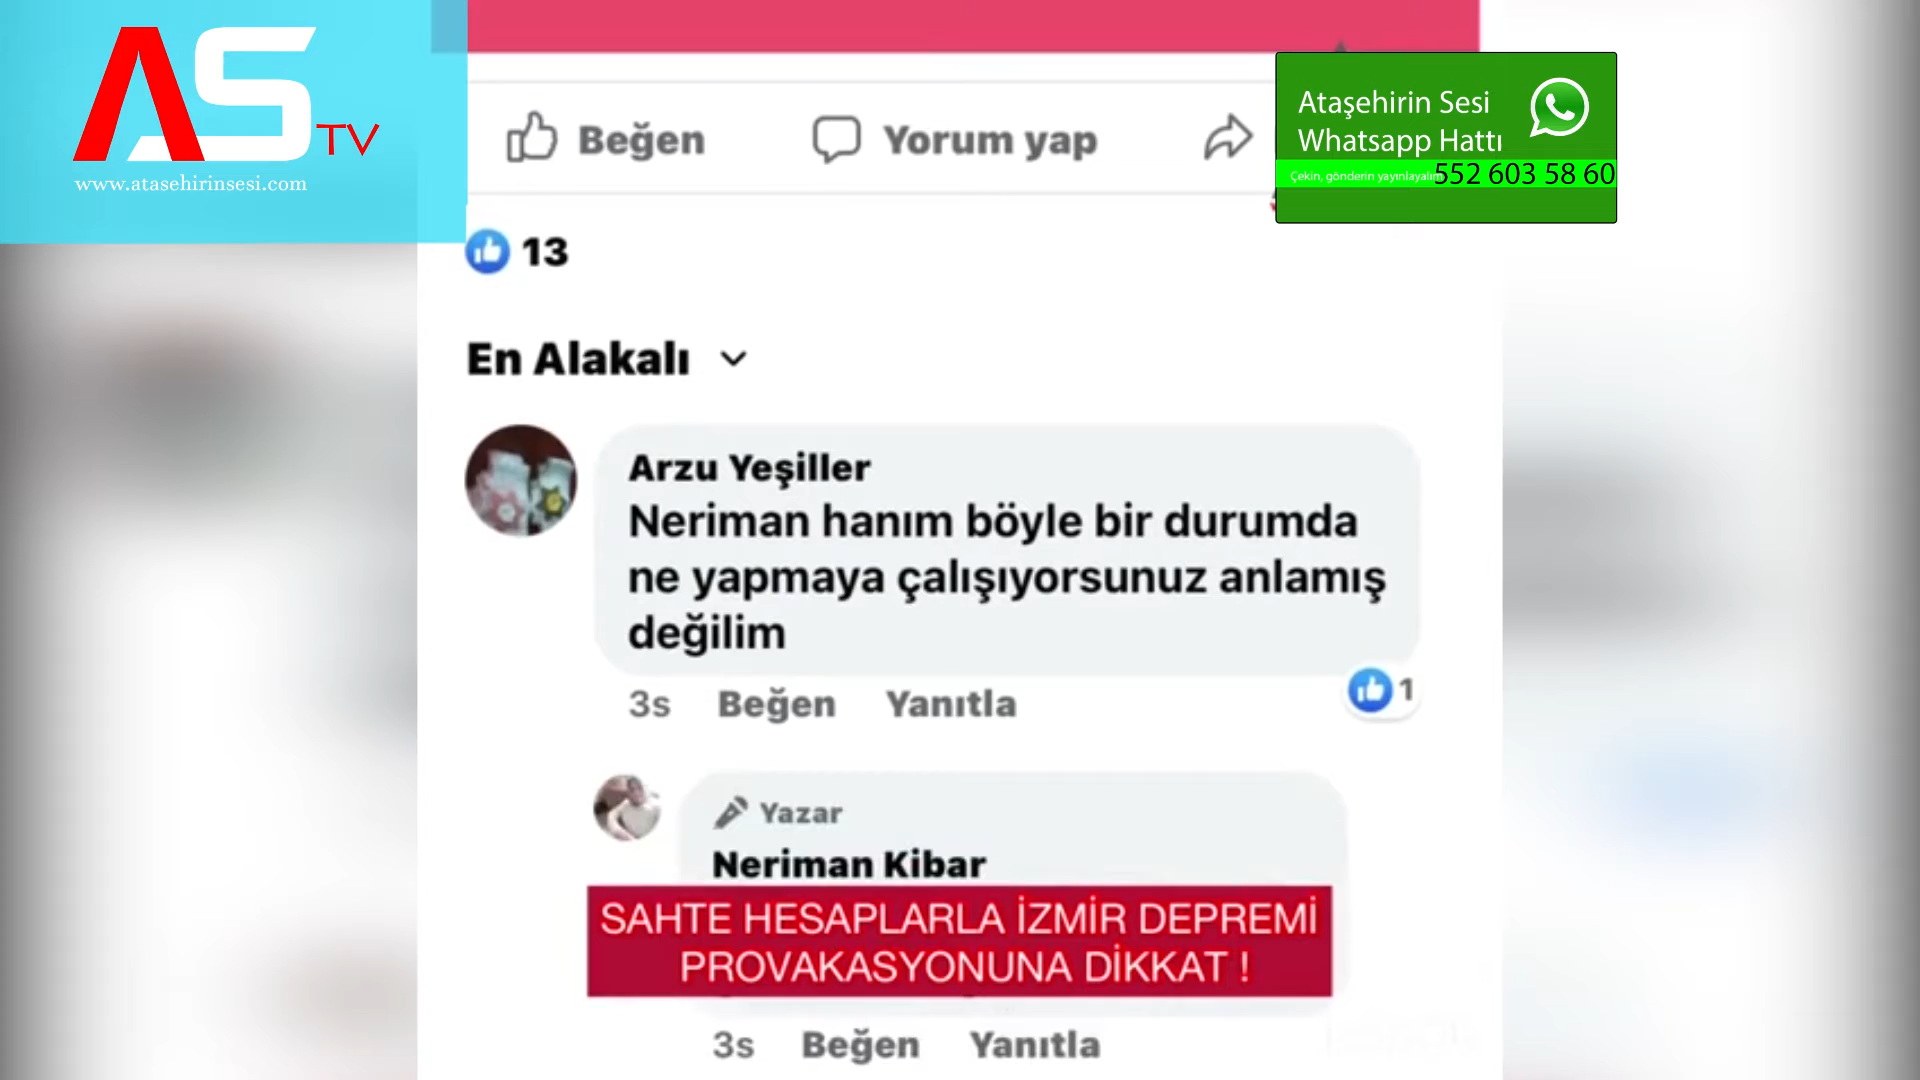 AS TV
www.atasehirinsesi.com
Beğen
Yorum yap
Ataşehirin Sesi
Whatsapp Hattı
Çekin, gönderin yayınlayalım
552 603 58 60
13
En Alakalı
Arzu Yeşiller
Neriman hanım böyle bir durumda
ne yapmaya çalışıyorsunuz anlamış
değilim
3s Beğen Yanıtla
1
Yazar
Neriman Kibar
SAHTE HESAPLARLA İZMİR DEPREMİ
PROVAKASYONUNA DİKKAT !
3s Beğen Yanıtla